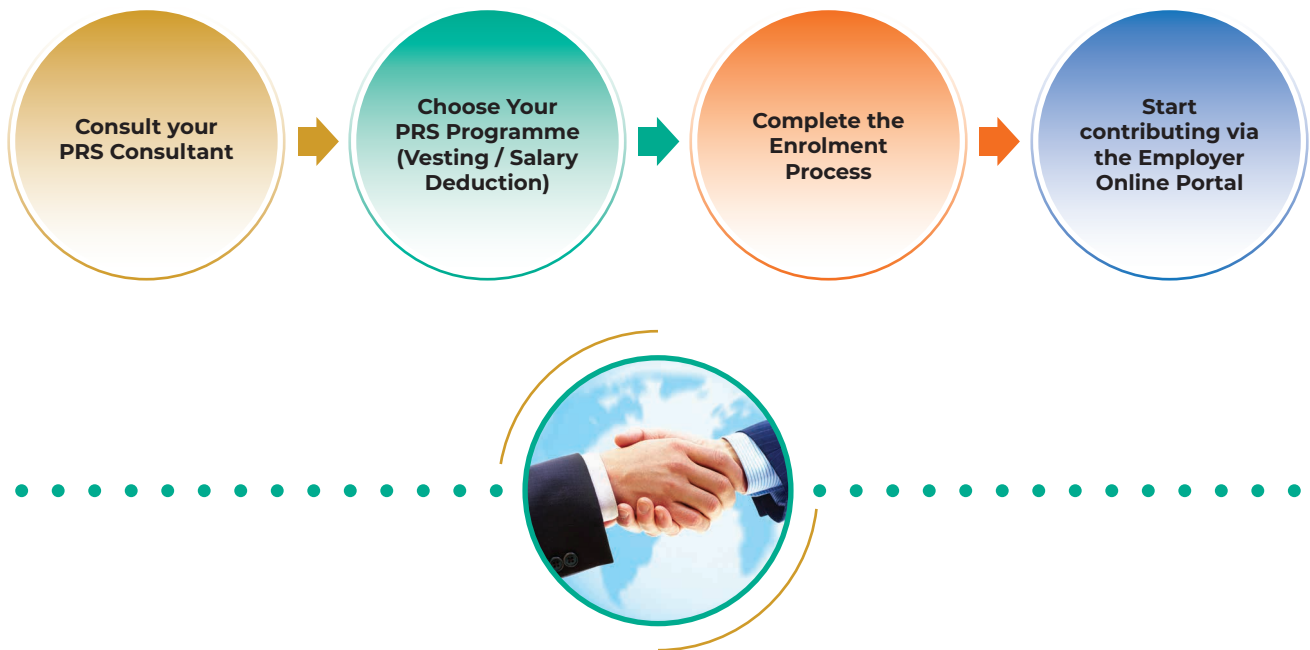 Consult your
PRS Consultant
Choose Your
PRS Programme
(Vesting / Salary
Deduction)
Complete the
Enrolment
Process
Start
contributing via
the Employer
Online Portal